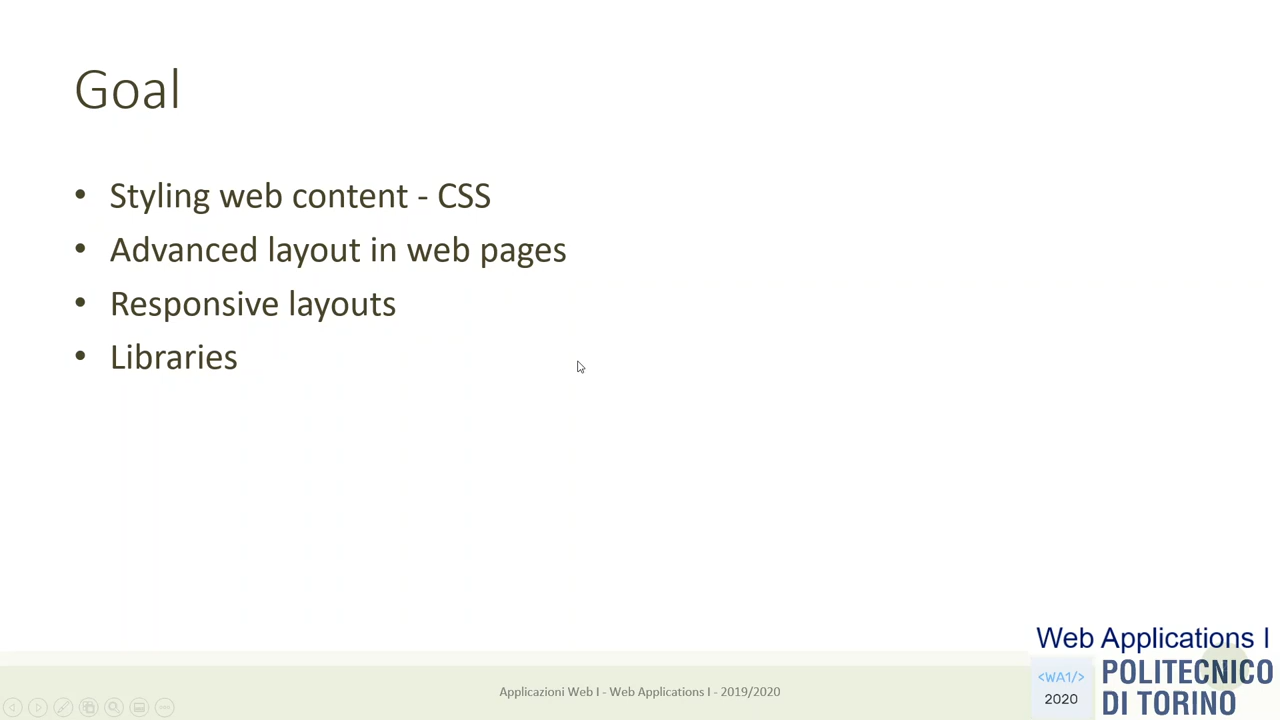 Goal
• Styling web content - CSS
• Advanced layout in web pages
• Responsive layouts
• Libraries
Applicazioni Web I - Web Applications I - 2019/2020
Web Applications I
<WA1/>
2020
POLITECNICO
DI TORINO